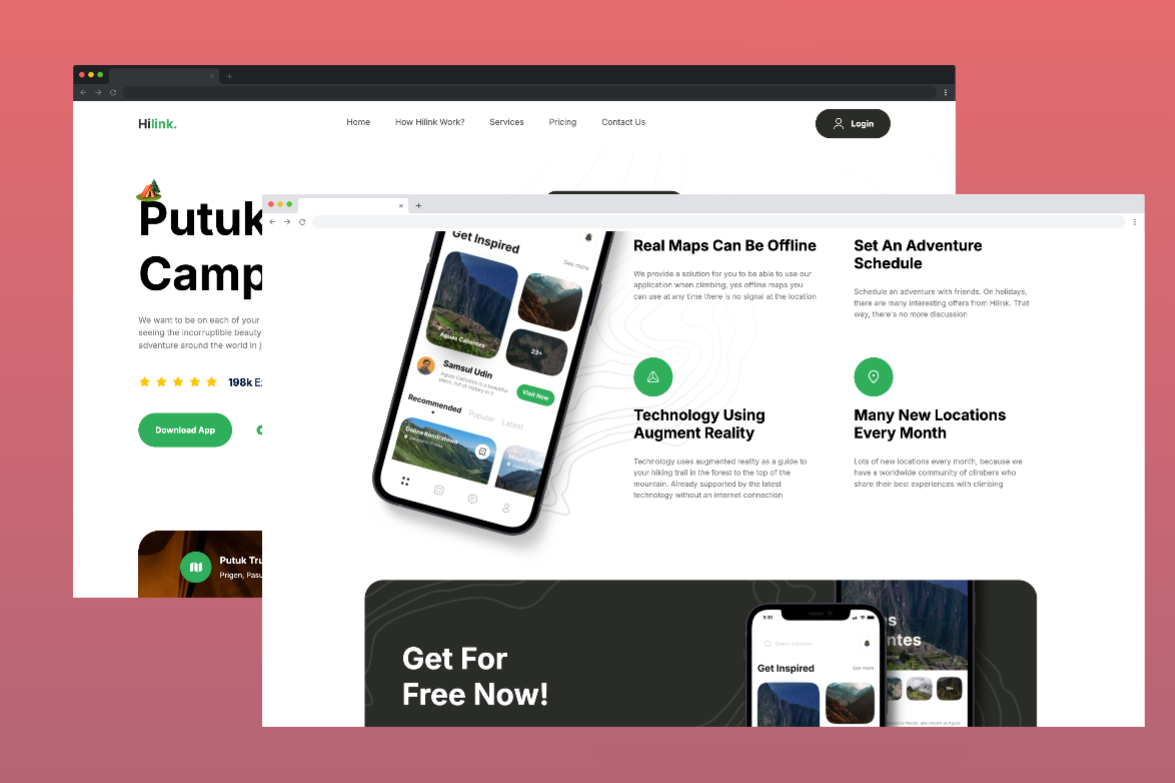 Hilink.
Home
How Hilink Work?
Services
Pricing
Contact Us
Login
Putuk
Camp
We want to be on each of your
seeing the incorruptible beauty
adventure around the world in
198k
Download App
Putuk Tru
Prigen, Pasu
Get Inspired
See more
Aguas Calientes
23+
Samsul Udin
Aguas Calientes is a beautiful
place, full of history in it
Visit Now
Recommended
Popular
Latest
Real Maps Can Be Offline
We provide a solution for you to be able to use our
application when climbing, yes offline maps you
can use at any time there is no signal at the location
Set An Adventure
Schedule
Schedule an adventure with friends. On holidays,
there are many interesting offers from Hilink. That
way, there's no more discussion
Technology Using
Augment Reality
Technology uses augmented reality as a guide to
your hiking trail in the forest to the top of the
mountain. Already supported by the latest
technology without an internet connection
Many New Locations
Every Month
Lots of new locations every month, because we
have a worldwide community of climbers who
share their best experiences with climbing
Get For
Free Now!
Search Location
Get Inspired
See more
ntes